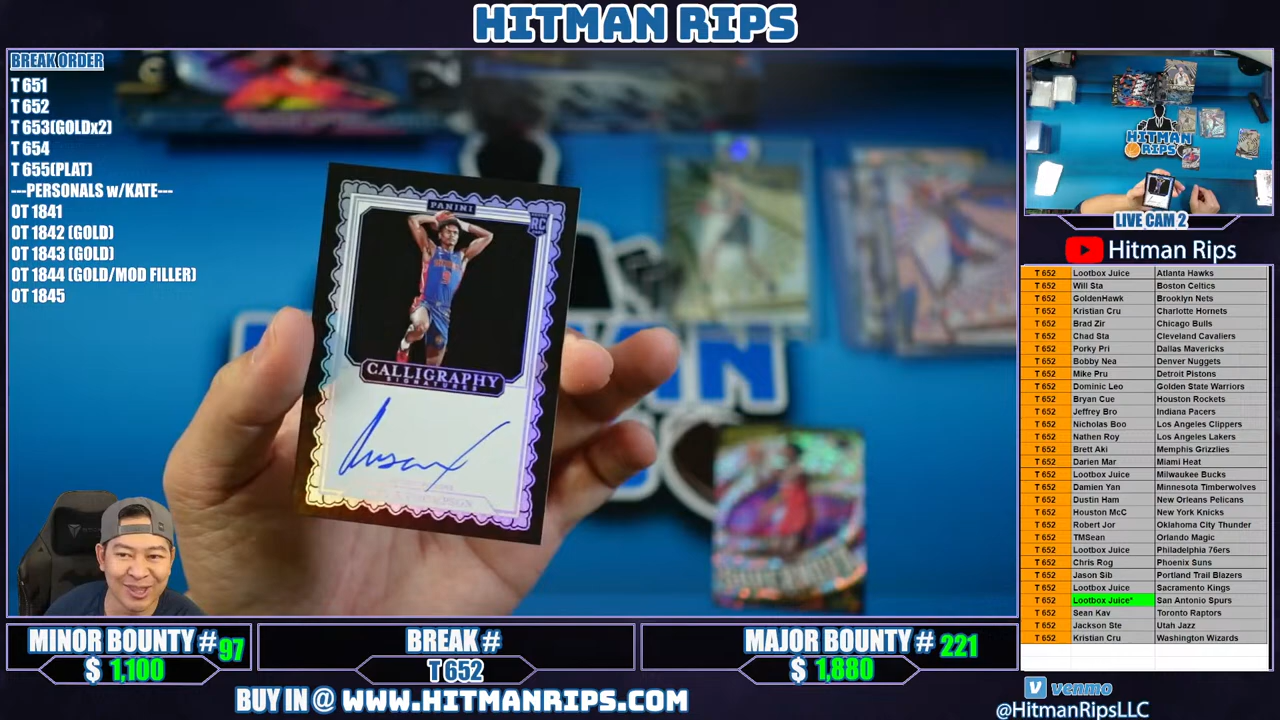 HITMAN RIPS
BREAK ORDER
T 651
T 652
T 653(GOLDx2)
T 654
T 655(PLAT)
---PERSONALS w/KATE---
OT 1841
OT 1842 (GOLD)
OT 1843 (GOLD)
OT 1844 (GOLD/MOD FILLER)
OT 1845
PANINI
RC
CALLIGRAPHY
SIGNATURES
HITMAN
RIPS
LIVE CAM 2
Hitman Rips
T 652 Lootbox Juice Atlanta Hawks
T 652 Will Sta Boston Celtics
T 652 GoldenHawk Brooklyn Nets
T 652 Kristian Cru Charlotte Hornets
T 652 Brad Zir Chicago Bulls
T 652 Chad Sta Cleveland Cavaliers
T 652 Porky Pri Dallas Mavericks
T 652 Bobby Nea Denver Nuggets
T 652 Mike Pru Detroit Pistons
T 652 Dominic Leo Golden State Warriors
T 652 Bryan Cue Houston Rockets
T 652 Jeffrey Bro Indiana Pacers
T 652 Nicholas Boo Los Angeles Clippers
T 652 Nathen Roy Los Angeles Lakers
T 652 Brett Aki Memphis Grizzlies
T 652 Darien Mar Miami Heat
T 652 Lootbox Juice Milwaukee Bucks
T 652 Damien Yan Minnesota Timberwolves
T 652 Dustin Ham New Orleans Pelicans
T 652 Houston McC New York Knicks
T 652 Robert Jor Oklahoma City Thunder
T 652 TMSean Orlando Magic
T 652 Lootbox Juice Philadelphia 76ers
T 652 Chris Rog Phoenix Suns
T 652 Jason Sib Portland Trail Blazers
T 652 Lootbox Juice Sacramento Kings
T 652 Lootbox Juice* San Antonio Spurs
T 652 Sean Kav Toronto Raptors
T 652 Jackson Ste Utah Jazz
T 652 Kristian Cru Washington Wizards
MINOR BOUNTY # 97
$ 1,100
BREAK #
T 652
MAJOR BOUNTY # 221
$ 1,880
BUY IN @ WWW.HITMANRIPS.COM
venmo
@HitmanRipsLLC